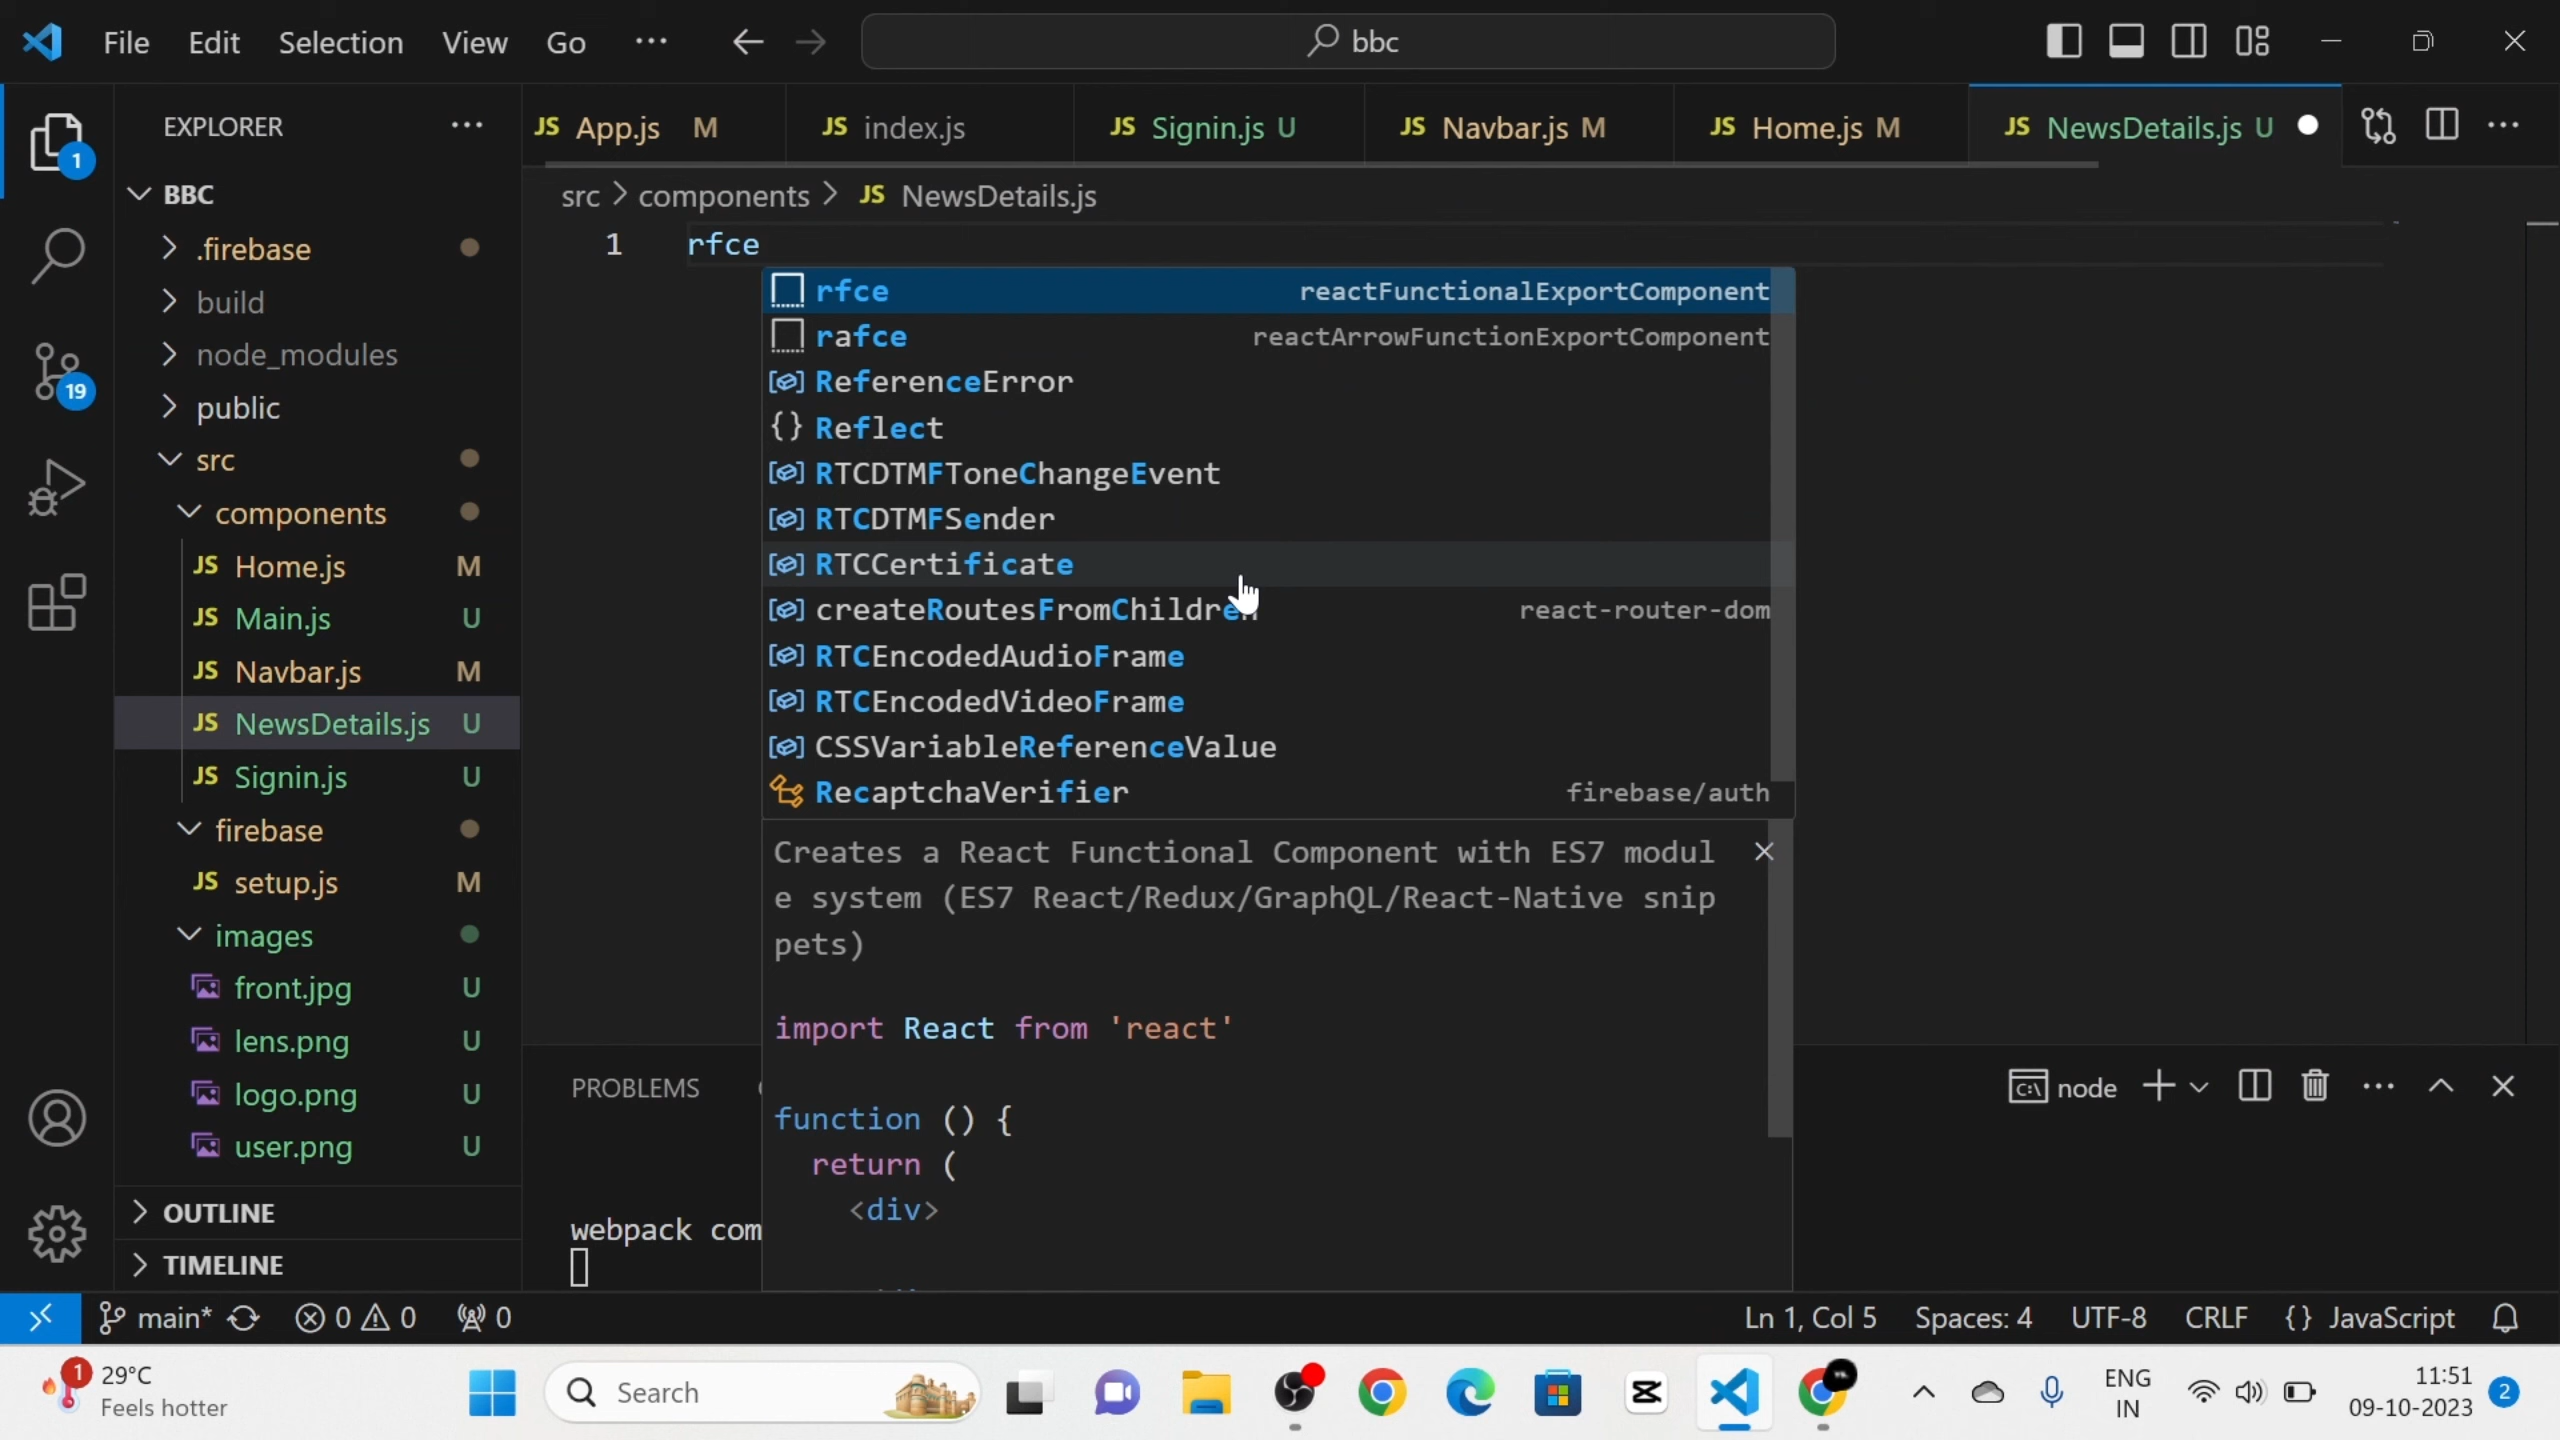 File Edit Selection View Go ··· bbc
EXPLORER ···
JS App.js M JS index.js JS Signin.js U JS Navbar.js M JS Home.js M JS NewsDetails.js U
src > components > JS NewsDetails.js
1 rfce
1
19
BBC
.firebase
build
node_modules
public
src
components
JS Home.js M
JS Main.js U
JS Navbar.js M
JS NewsDetails.js U
JS Signin.js U
firebase
JS setup.js M
images
front.jpg U
lens.png U
logo.png U
user.png U
OUTLINE
TIMELINE
rfce reactFunctionalExportComponent
rafce reactArrowFunctionExportComponent
ReferenceError
{} Reflect
RTCDTMFToneChangeEvent
RTCDTMFSender
RTCCertificate
createRoutesFromChildren react-router-dom
RTCEncodedAudioFrame
RTCEncodedVideoFrame
CSSVariableReferenceValue
RecaptchaVerifier firebase/auth
Creates a React Functional Component with ES7 modul
e system (ES7 React/Redux/GraphQL/React-Native snip
pets)
import React from 'react'
function () {
return (
<div>
PROBLEMS
node
webpack com
main* 0 0 0 Ln 1, Col 5 Spaces: 4 UTF-8 CRLF {} JavaScript
1 29°C
Feels hotter
Search
ENG
IN
11:51
09-10-2023
2